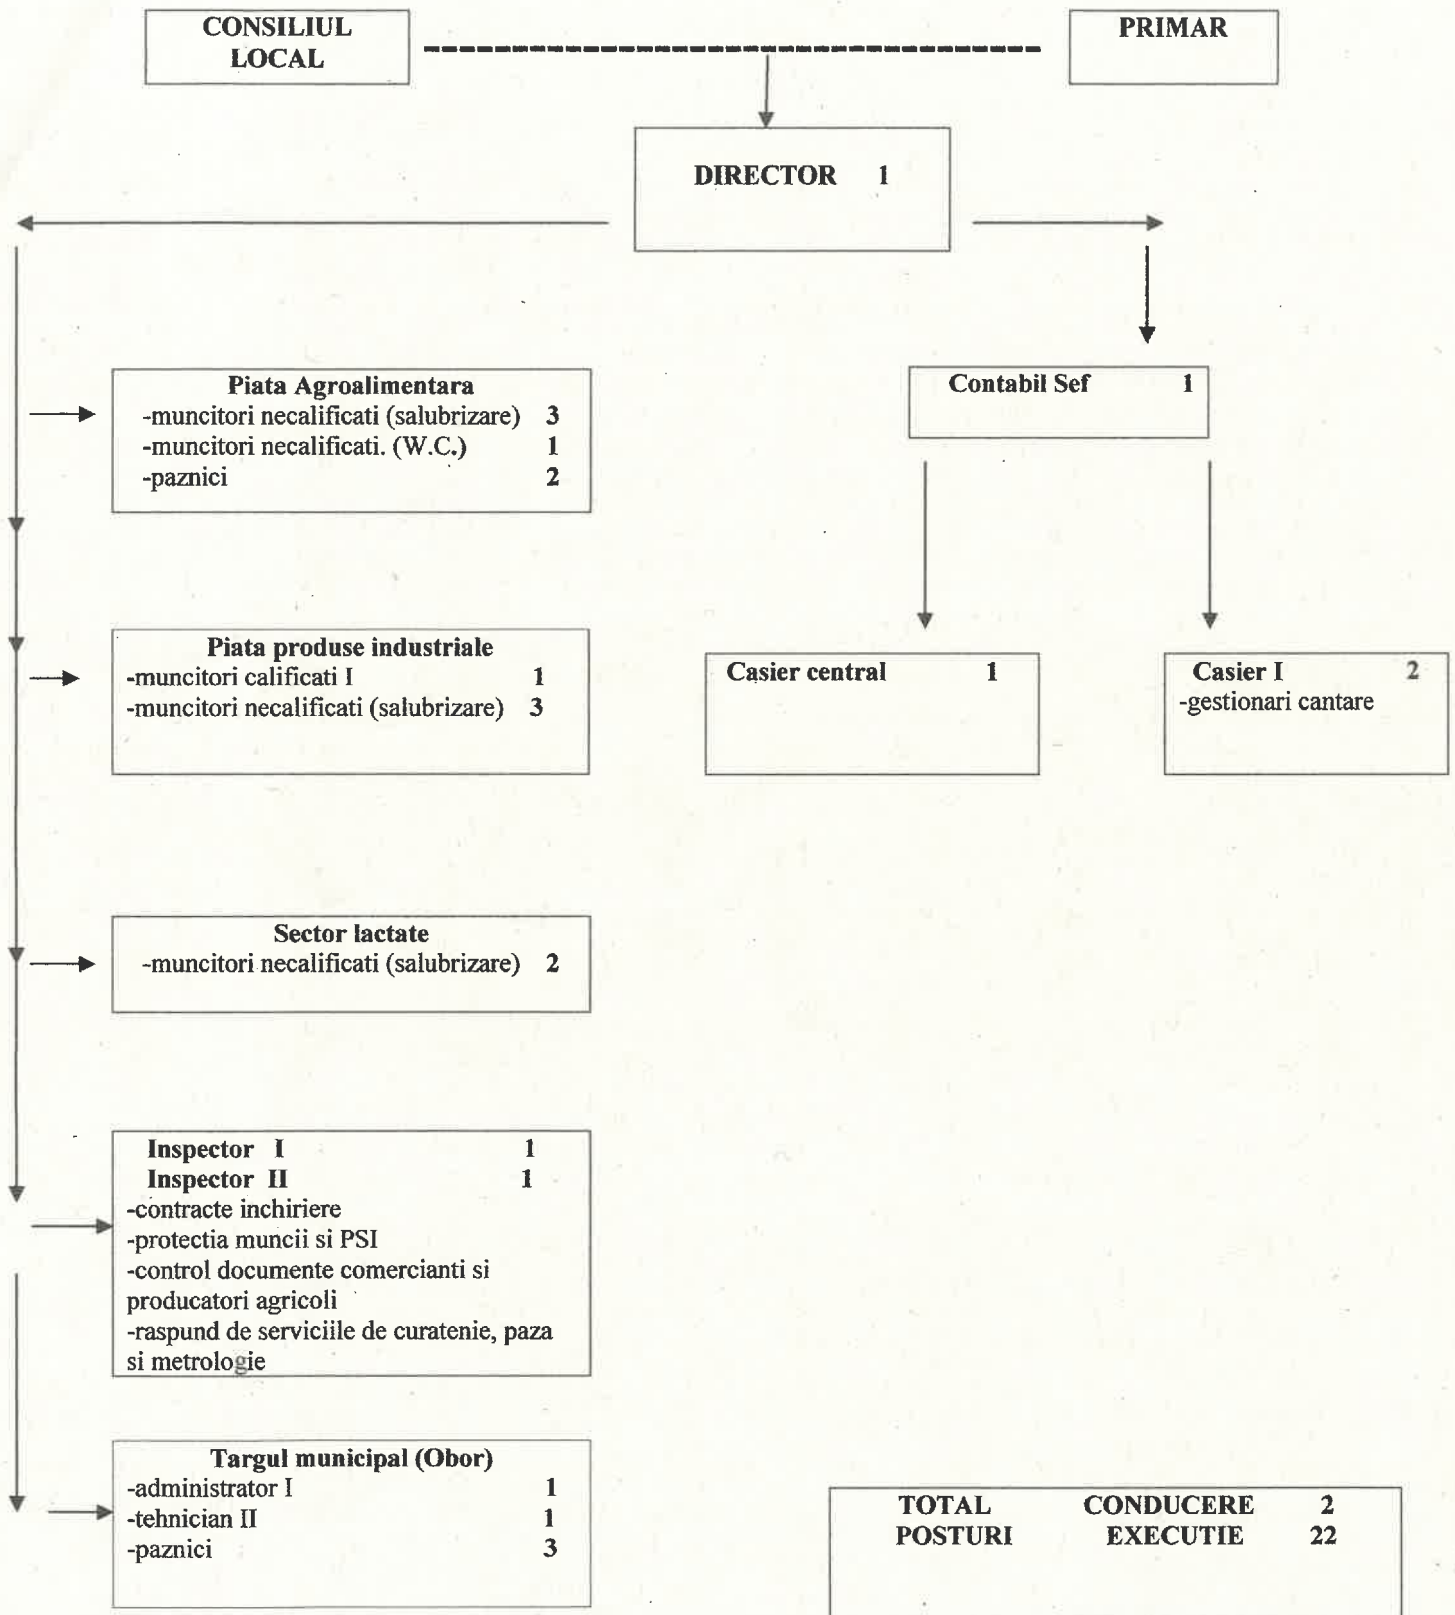 CONSILIUL
LOCAL
PRIMAR
DIRECTOR 1
Piata Agroalimentara
-muncitori necalificati (salubrizare) 3
-muncitori necalificati. (W.C.) 1
-paznici 2
Contabil Sef 1
Piata produse industriale
-muncitori calificati I 1
-muncitori necalificati (salubrizare) 3
Casier central 1
Casier I 2
-gestionari cantare
Sector lactate
-muncitori necalificati (salubrizare) 2
Inspector I 1
Inspector II 1
-contracte inchiriere
-protectia muncii si PSI
-control documente comercianti si
producatori agricoli
-raspund de serviciile de curatenie, paza
si metrologie
Targul municipal (Obor)
-administrator I 1
-tehnician II 1
-paznici 3
TOTAL CONDUCERE 2
POSTURI EXECUTIE 22